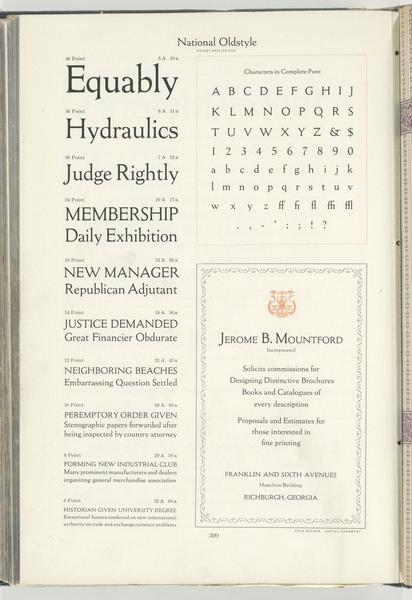 National Oldstyle
PATENT APPLIED FOR
48 Point 5 A 10 a
Equably
36 Point 6 A 11 a
Hydraulics
30 Point 7 A 13 a
Judge Rightly
24 Point 10 A 17 a
MEMBERSHIP
Daily Exhibition
18 Point 15 A 26 a
NEW MANAGER
Republican Adjutant
14 Point 18 A 36 a
JUSTICE DEMANDED
Great Financier Obdurate
12 Point 23 A 45 a
NEIGHBORING BEACHES
Embarrassing Question Settled
10 Point 26 A 50 a
PEREMPTORY ORDER GIVEN
Stenographic papers forwarded after
being inspected by country attorney
8 Point 29 A 58 a
FORMING NEW INDUSTRIAL CLUB
Many prominent manufacturers and dealers
organizing general merchandise association
6 Point 32 A 65 a
HISTORIAN GIVEN UNIVERSITY DEGREE
Exceptional honors conferred on new international
authority on trade and exchange currency problems
Characters in Complete Font
A B C D E F G H I J
K L M N O P Q R S
T U V W X Y Z & $
1 2 3 4 5 6 7 8 9 0
a b c d e f g h i j k
l m n o p q r s t u v
w x y z ff fi fl ffi ffl
. , - ' : ; ! ?
JEROME B. MOUNTFORD
Incorporated
Solicits commissions for
Designing Distinctive Brochures
Books and Catalogues of
every description
Proposals and Estimates for
those interested in
fine printing
FRANKLIN AND SIXTH AVENUES
Hamilton Building
RICHBURGH, GEORGIA
390